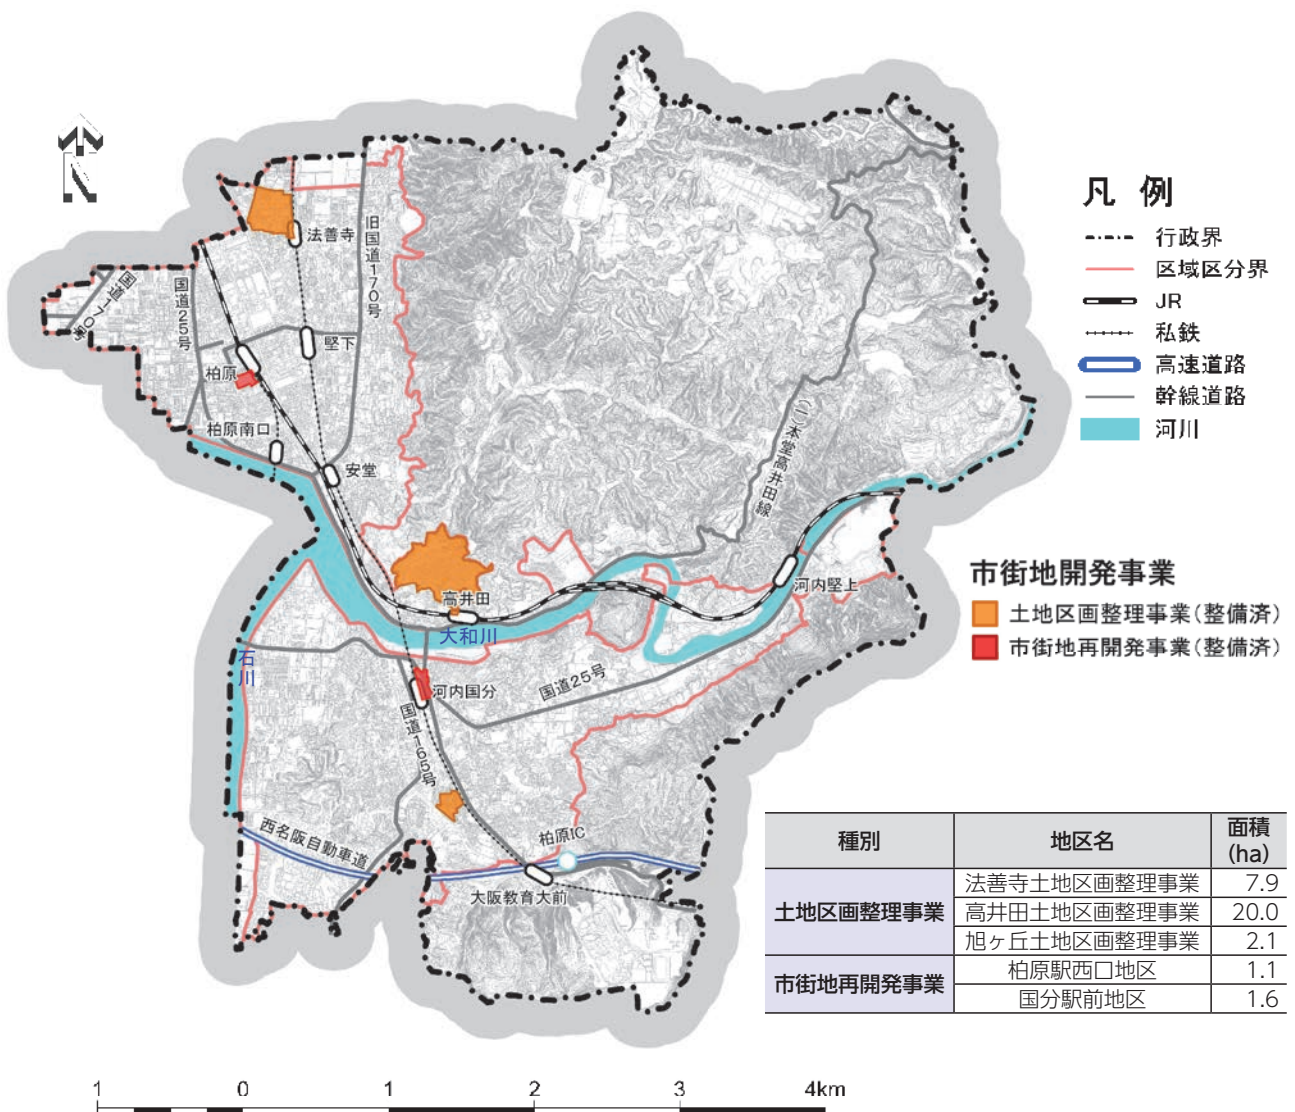 凡 例
行政界
区域区分界
JR
私鉄
高速道路
幹線道路
河川
市街地開発事業
土地区画整理事業(整備済)
市街地再開発事業(整備済)
法善寺
旧国道170号
国道170号
国道25号
堅下
柏原
柏原南口
安堂
(一)本堂高井田線
高井田
大和川
河内堅上
石川
河内国分
国道25号
国道165号
西名阪自動車道
柏原IC
大阪教育大前
種別 地区名 面積(ha)
土地区画整理事業 法善寺土地区画整理事業 7.9
高井田土地区画整理事業 20.0
旭ヶ丘土地区画整理事業 2.1
市街地再開発事業 柏原駅西口地区 1.1
国分駅前地区 1.6
1 0 1 2 3 4km